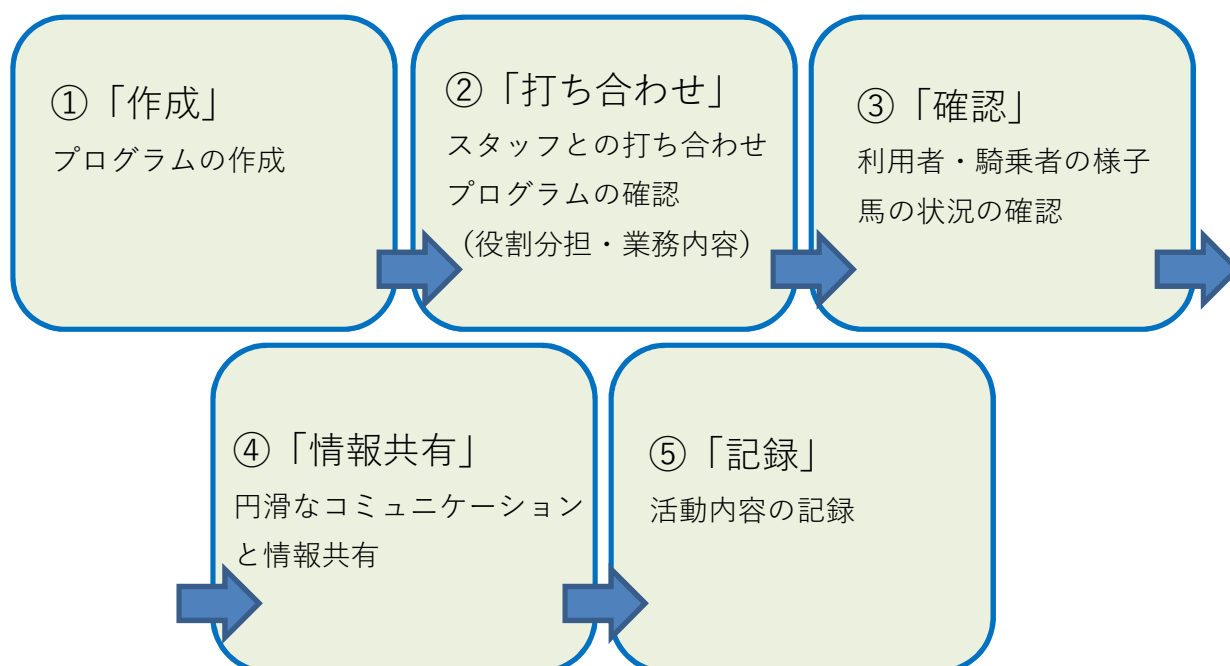 ①「作成」
プログラムの作成
②「打ち合わせ」
スタッフとの打ち合わせ
プログラムの確認
（役割分担・業務内容）
③「確認」
利用者・騎乗者の様子
馬の状況の確認
④「情報共有」
円滑なコミュニケーション
と情報共有
⑤「記録」
活動内容の記録